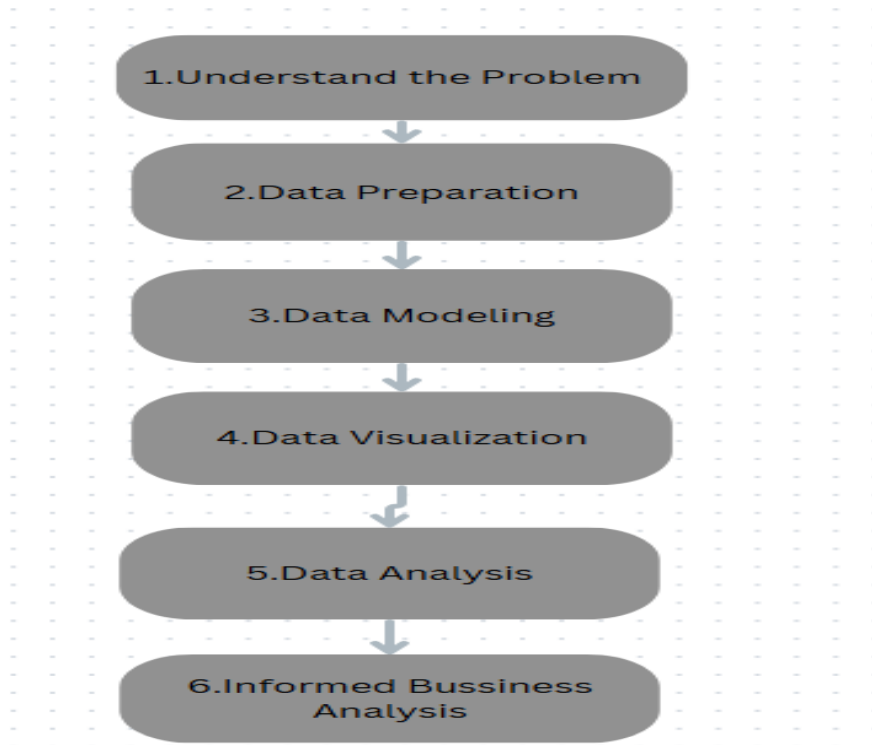 1.Understand the Problem
2.Data Preparation
3.Data Modeling
4.Data Visualization
5.Data Analysis
6.Informed Bussiness
Analysis